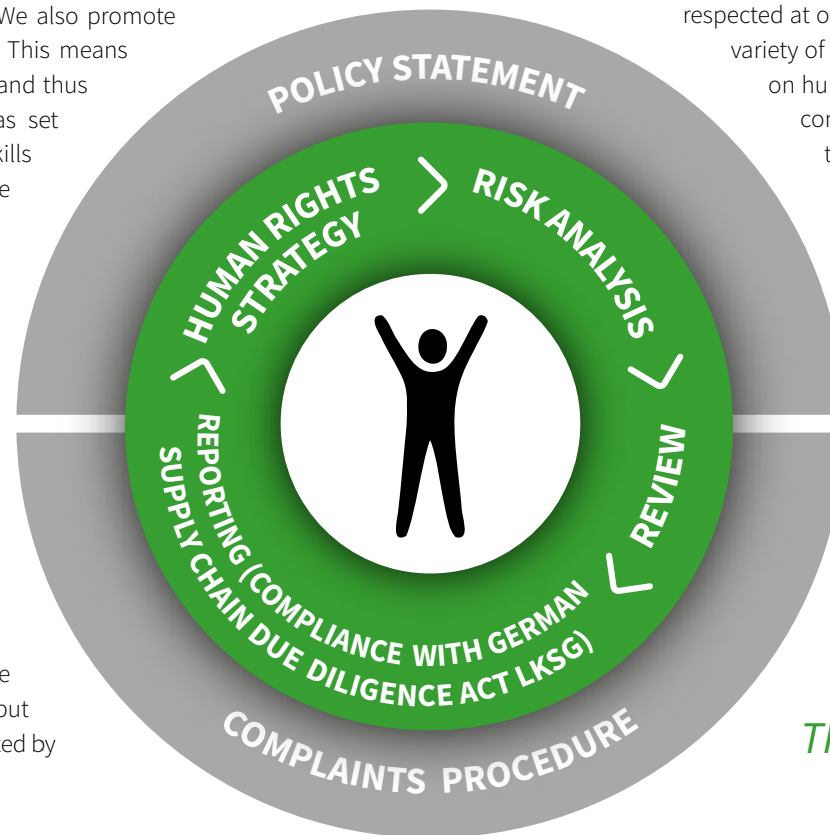 We also promote
This means
and thus
as set
kills
e
respected at o
variety of
on hu
con
t
POLICY STATEMENT
HUMAN RIGHTS
STRATEGY
RISK ANALYSIS
REVIEW
REPORTING (COMPLIANCE WITH GERMAN
SUPPLY CHAIN DUE DILIGENCE ACT LKSG)
COMPLAINTS PROCEDURE
e
out
ed by